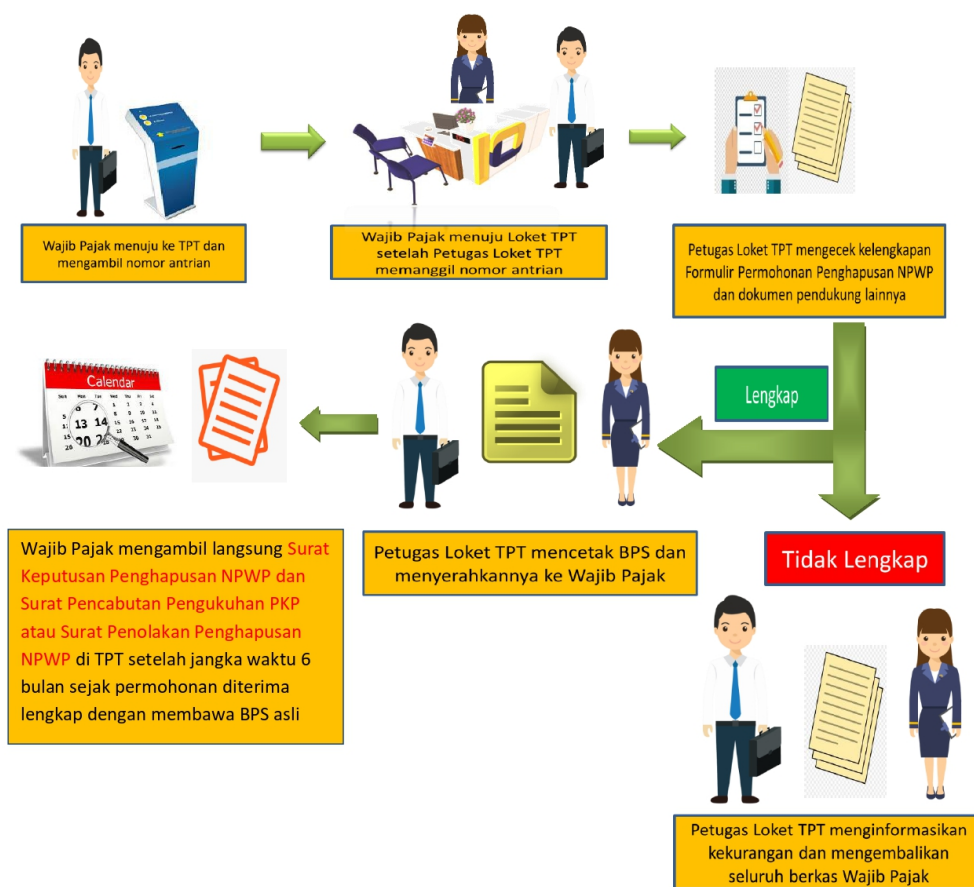 Wajib Pajak menuju ke TPT dan
mengambil nomor antrian
Wajib Pajak menuju Loket TPT
setelah Petugas Loket TPT
memanggil nomor antrian
Petugas Loket TPT mengecek kelengkapan
Formulir Permohonan Penghapusan NPWP
dan dokumen pendukung lainnya
Lengkap
Tidak Lengkap
Petugas Loket TPT mencetak BPS dan
menyerahkannya ke Wajib Pajak
Calendar
13 14
Wajib Pajak mengambil langsung Surat
Keputusan Penghapusan NPWP dan
Surat Pencabutan Pengukuhan PKP
atau Surat Penolakan Penghapusan
NPWP di TPT setelah jangka waktu 6
bulan sejak permohonan diterima
lengkap dengan membawa BPS asli
Petugas Loket TPT menginformasikan
kekurangan dan mengembalikan
seluruh berkas Wajib Pajak